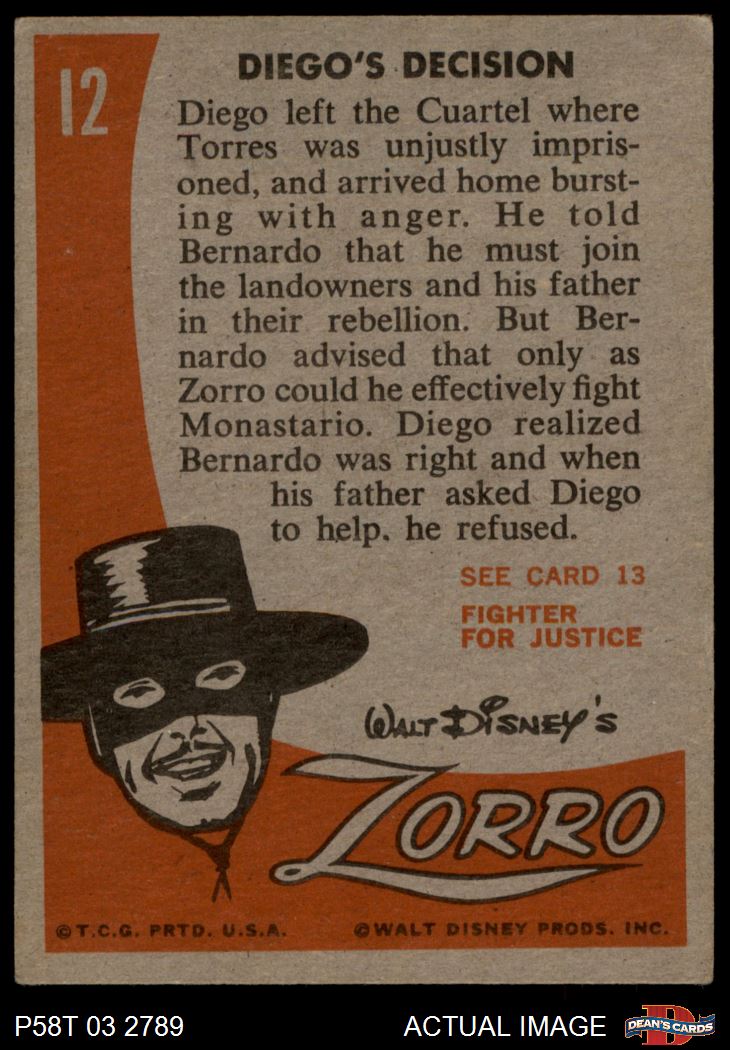 12
DIEGO'S DECISION
Diego left the Cuartel where
Torres was unjustly impris-
oned, and arrived home burst-
ing with anger. He told
Bernardo that he must join
the landowners and his father
in their rebellion. But Ber-
nardo advised that only as
Zorro could he effectively fight
Monastario. Diego realized
Bernardo was right and when
his father asked Diego
to help, he refused.
SEE CARD 13
FIGHTER
FOR JUSTICE
WALT DISNEY'S
ZORRO
©T.C.G. PRTD. U.S.A.
©WALT DISNEY PRODS. INC.
P58T 03 2789
ACTUAL IMAGE
D
DEAN'S CARDS